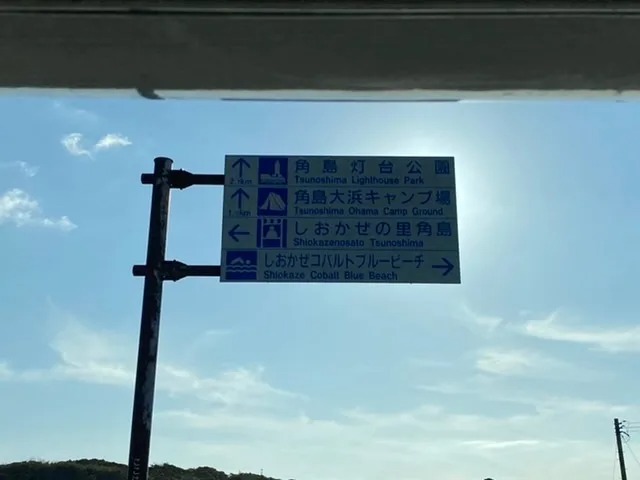 角島灯台公園
Tsunoshima Lighthouse Park
2.1km
角島大浜キャンプ場
Tsunoshima Ohama Camp Ground
しおかぜの里角島
Shiokazenosato Tsunoshima
しおかぜコバルトブルービーチ
Shiokaze Cobalt Blue Beach